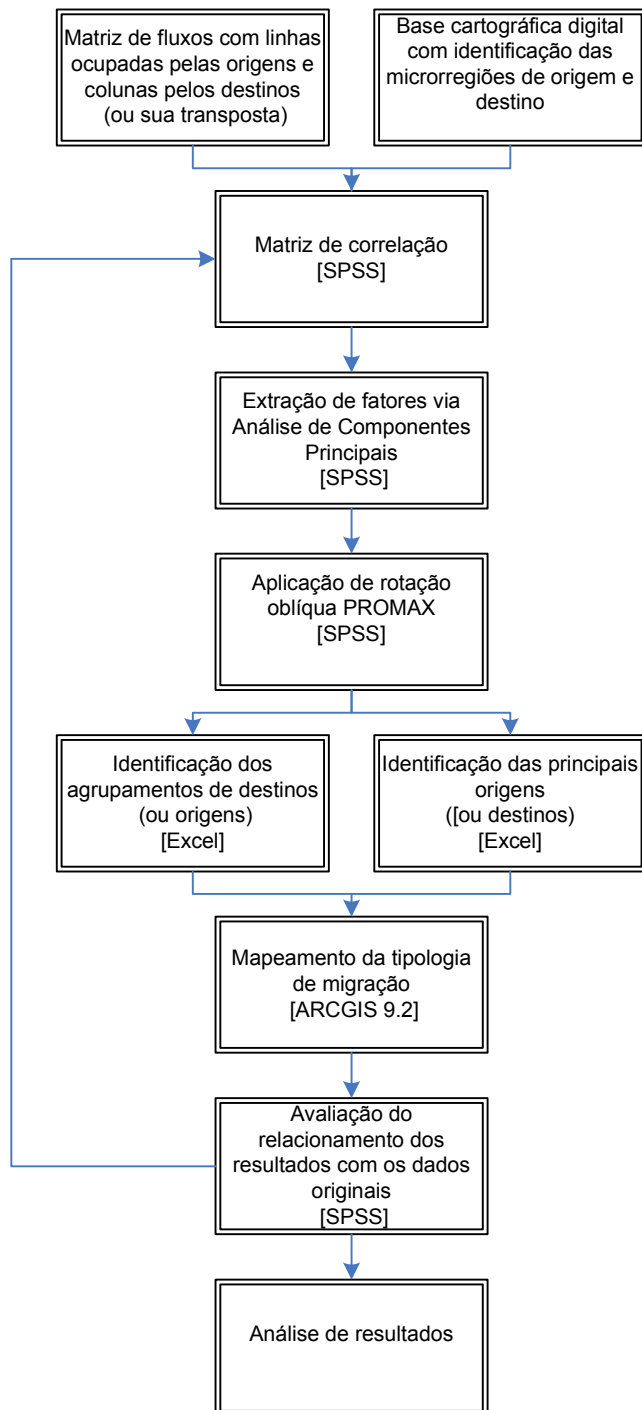 Matriz de fluxos com linhas
ocupadas pelas origens e
colunas pelos destinos
(ou sua transposta)
Base cartográfica digital
com identificação das
microrregiões de origem e
destino
Matriz de correlação
[SPSS]
Extração de fatores via
Análise de Componentes
Principais
[SPSS]
Aplicação de rotação
oblíqua PROMAX
[SPSS]
Identificação dos
agrupamentos de destinos
(ou origens)
[Excel]
Identificação das principais
origens
([ou destinos)
[Excel]
Mapeamento da tipologia
de migração
[ARCGIS 9.2]
Avaliação do
relacionamento dos
resultados com os dados
originais
[SPSS]
Análise de resultados